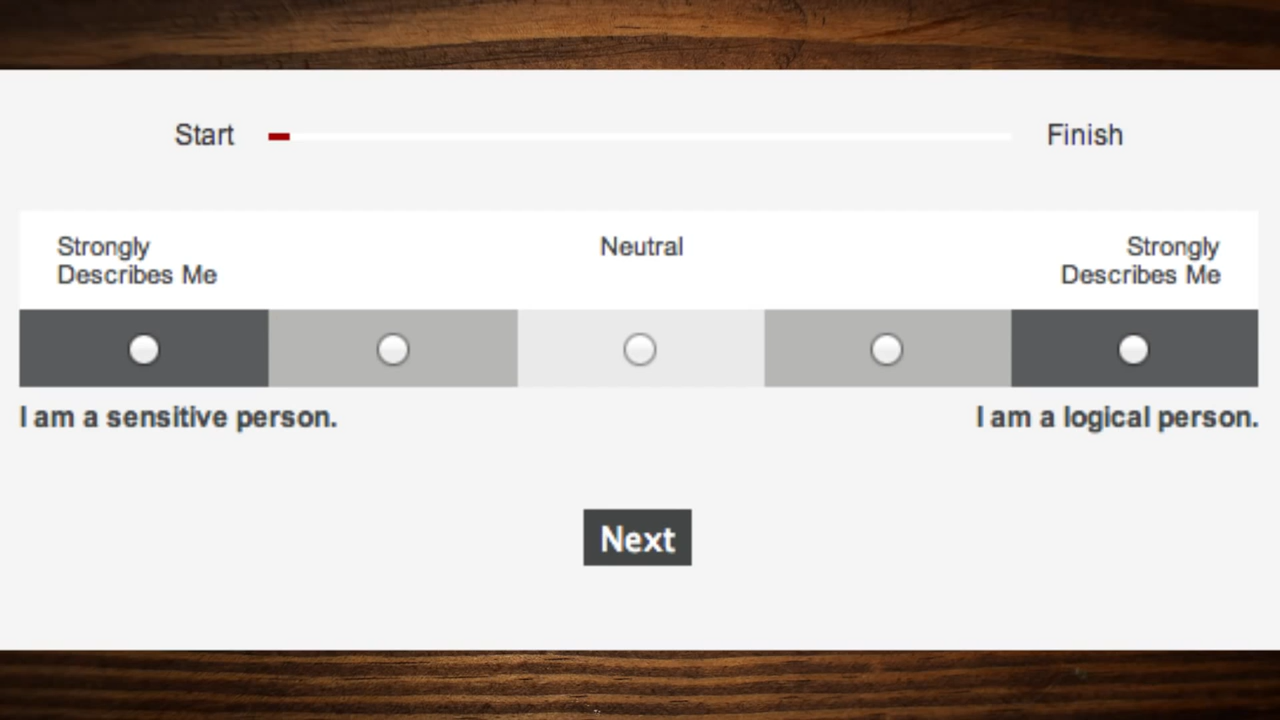 Start Finish
Strongly Neutral Strongly
Describes Me Describes Me
I am a sensitive person. I am a logical person.
Next